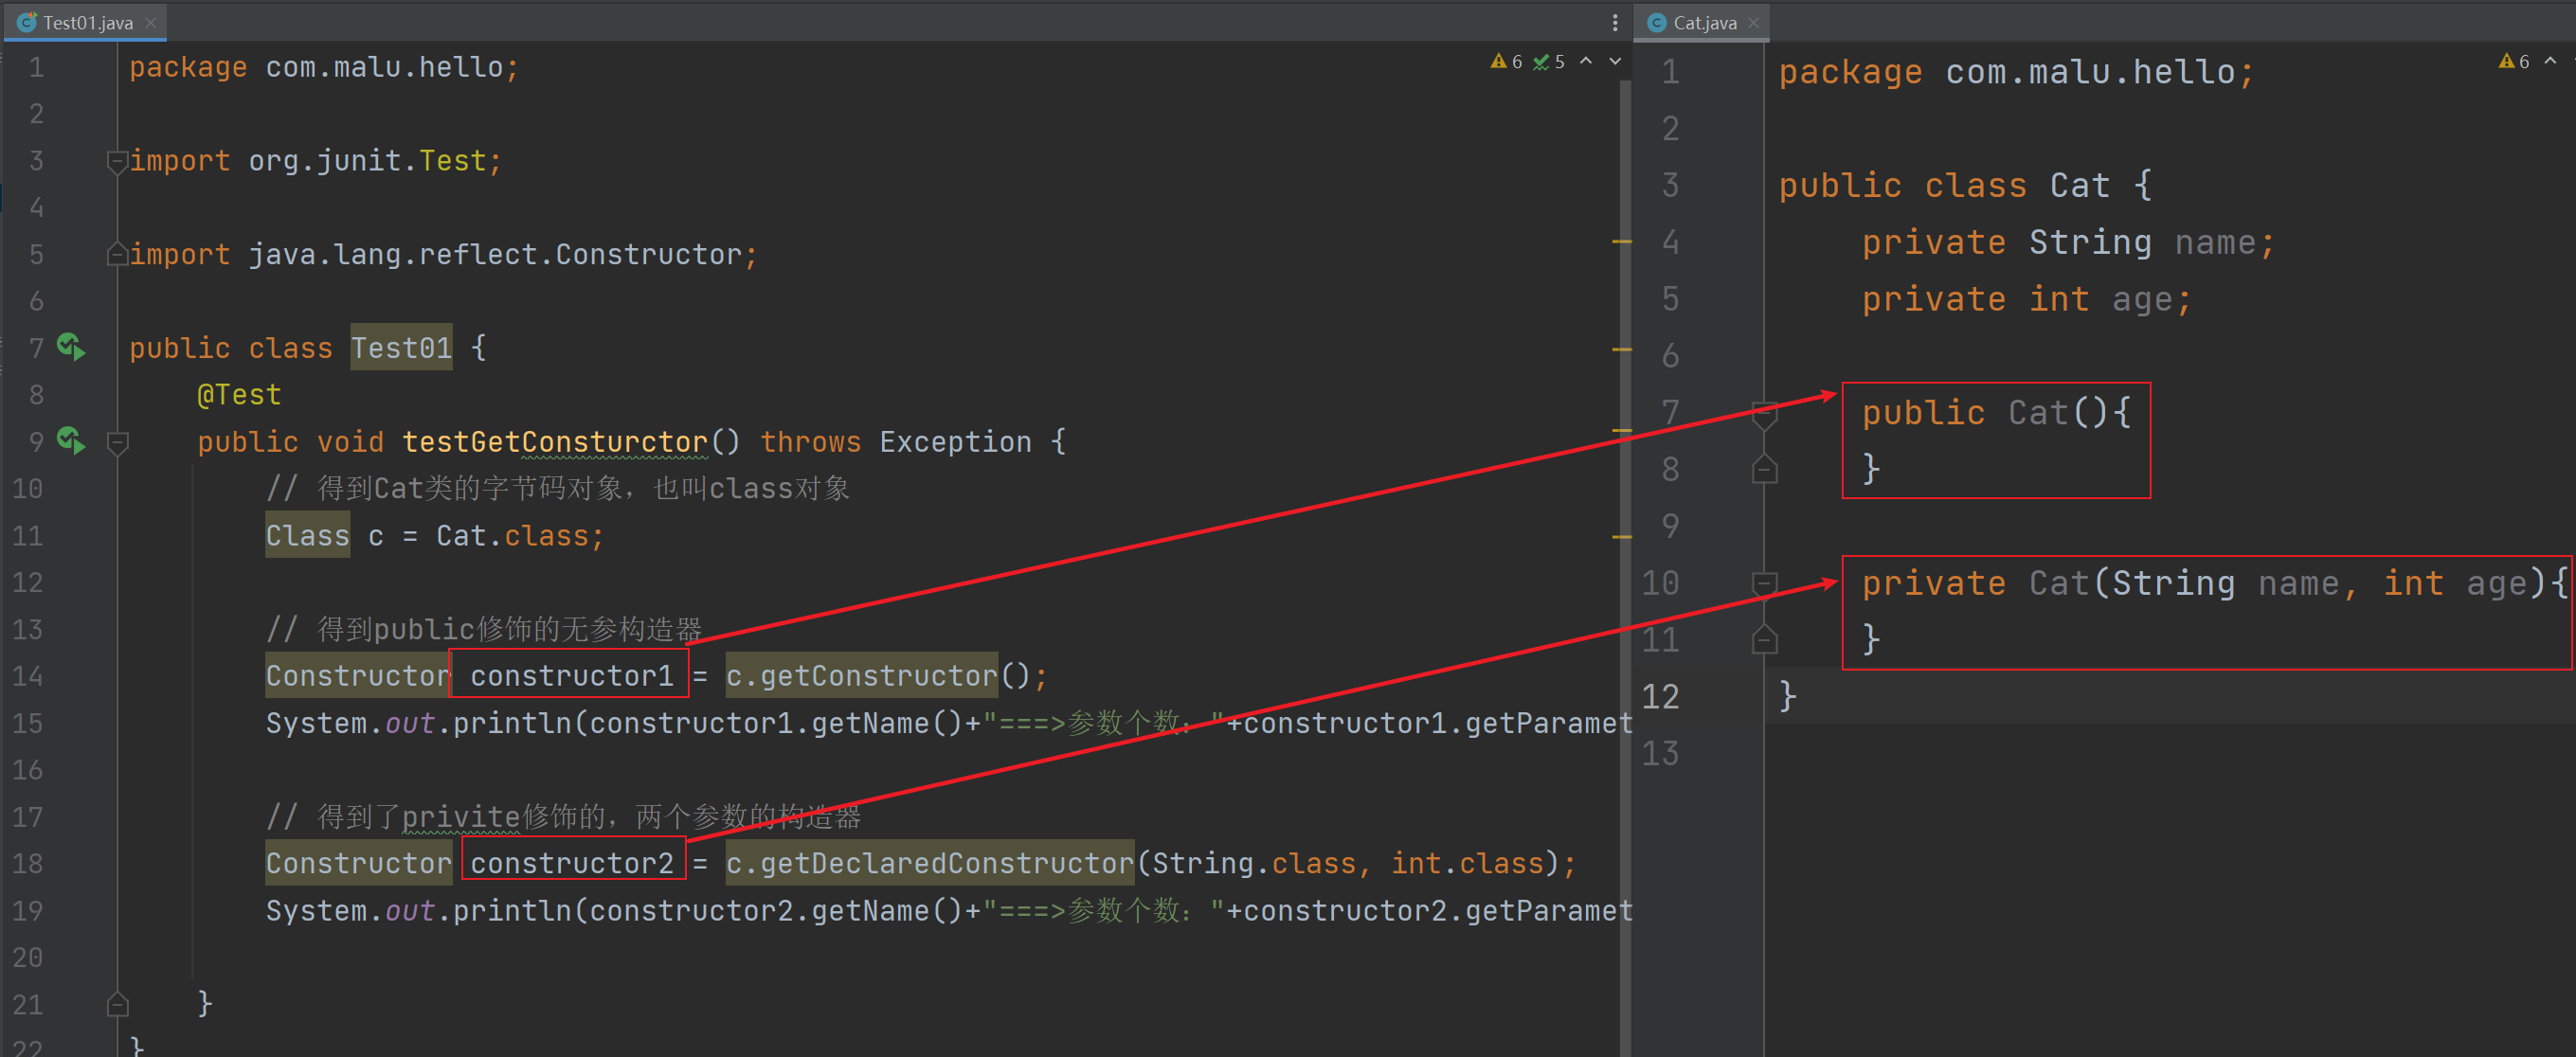 Test01.java
6 5
1 package com.malu.hello;
2
3 import org.junit.Test;
4
5 import java.lang.reflect.Constructor;
6
7 public class Test01 {
8 @Test
9 public void testGetConsturctor() throws Exception {
10 // 得到Cat类的字节码对象，也叫class对象
11 Class c = Cat.class;
12
13 // 得到public修饰的无参构造器
14 Constructor constructor1 = c.getConstructor();
15 System.out.println(constructor1.getName()+"===>参数个数："+constructor1.getParamet
16
17 // 得到了privite修饰的，两个参数的构造器
18 Constructor constructor2 = c.getDeclaredConstructor(String.class, int.class);
19 System.out.println(constructor2.getName()+"===>参数个数："+constructor2.getParamet
20
21 }
22 }
Cat.java
6
1 package com.malu.hello;
2
3 public class Cat {
4 private String name;
5 private int age;
6
7 public Cat(){
8 }
9
10 private Cat(String name, int age){
11 }
12 }
13